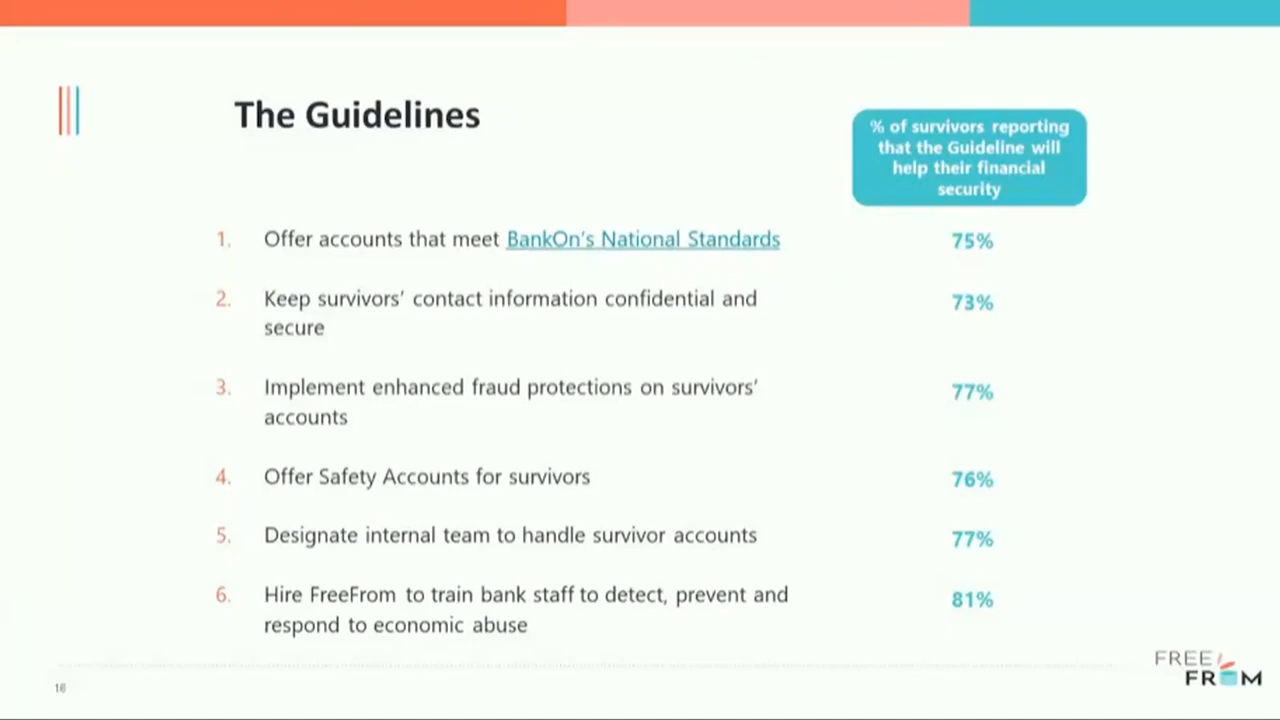 The Guidelines
% of survivors reporting
that the Guideline will
help their financial
security
1. Offer accounts that meet BankOn's National Standards 75%
2. Keep survivors' contact information confidential and
secure 73%
3. Implement enhanced fraud protections on survivors'
accounts 77%
4. Offer Safety Accounts for survivors 76%
5. Designate internal team to handle survivor accounts 77%
6. Hire FreeFrom to train bank staff to detect, prevent and
respond to economic abuse 81%
16
FREE
FROM